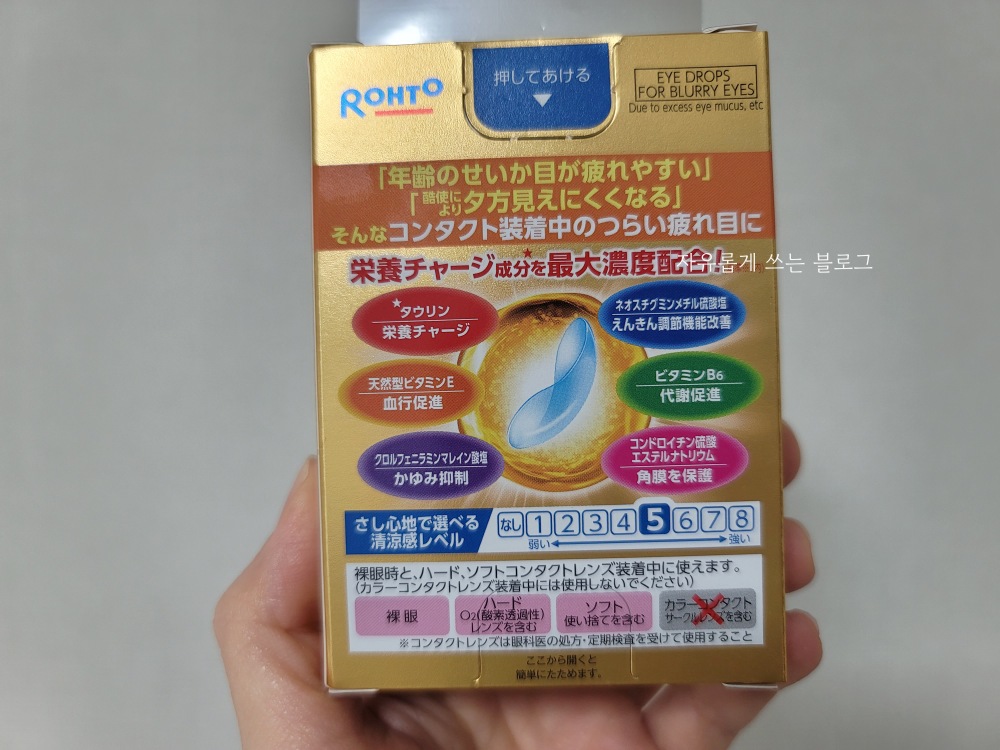 ROHTO
押してあける
EYE DROPS
FOR BLURRY EYES
Due to excess eye mucus, etc
「年齢のせいか目が疲れやすい」
「酷使により夕方見えにくくなる」
そんなコンタクト装着中のつらい疲れ目に
栄養チャージ成分★を最大濃度配合!
쓰는 블로그
★タウリン
栄養チャージ
ネオスチグミンメチル硫酸塩
えんきん調節機能改善
天然型ビタミンE
血行促進
ビタミンB6
代謝促進
クロルフェニラミンマレイン酸塩
かゆみ抑制
コンドロイチン硫酸
エステルナトリウム
角膜を保護
さし心地で選べる
清涼感レベル
なし 1 2 3 4 5 6 7 8
弱い 強い
裸眼時と、ハード、ソフトコンタクトレンズ装着中に使えます。
(カラーコンタクトレンズ装着中には使用しないでください)
裸眼
ハード
O2(酸素透過性)
レンズを含む
ソフト
使い捨てを含む
カラーコンタクト
サークルレンズを含む
※コンタクトレンズは眼科医の処方・定期検査を受けて使用すること
ここから開くと
簡単にたためます。